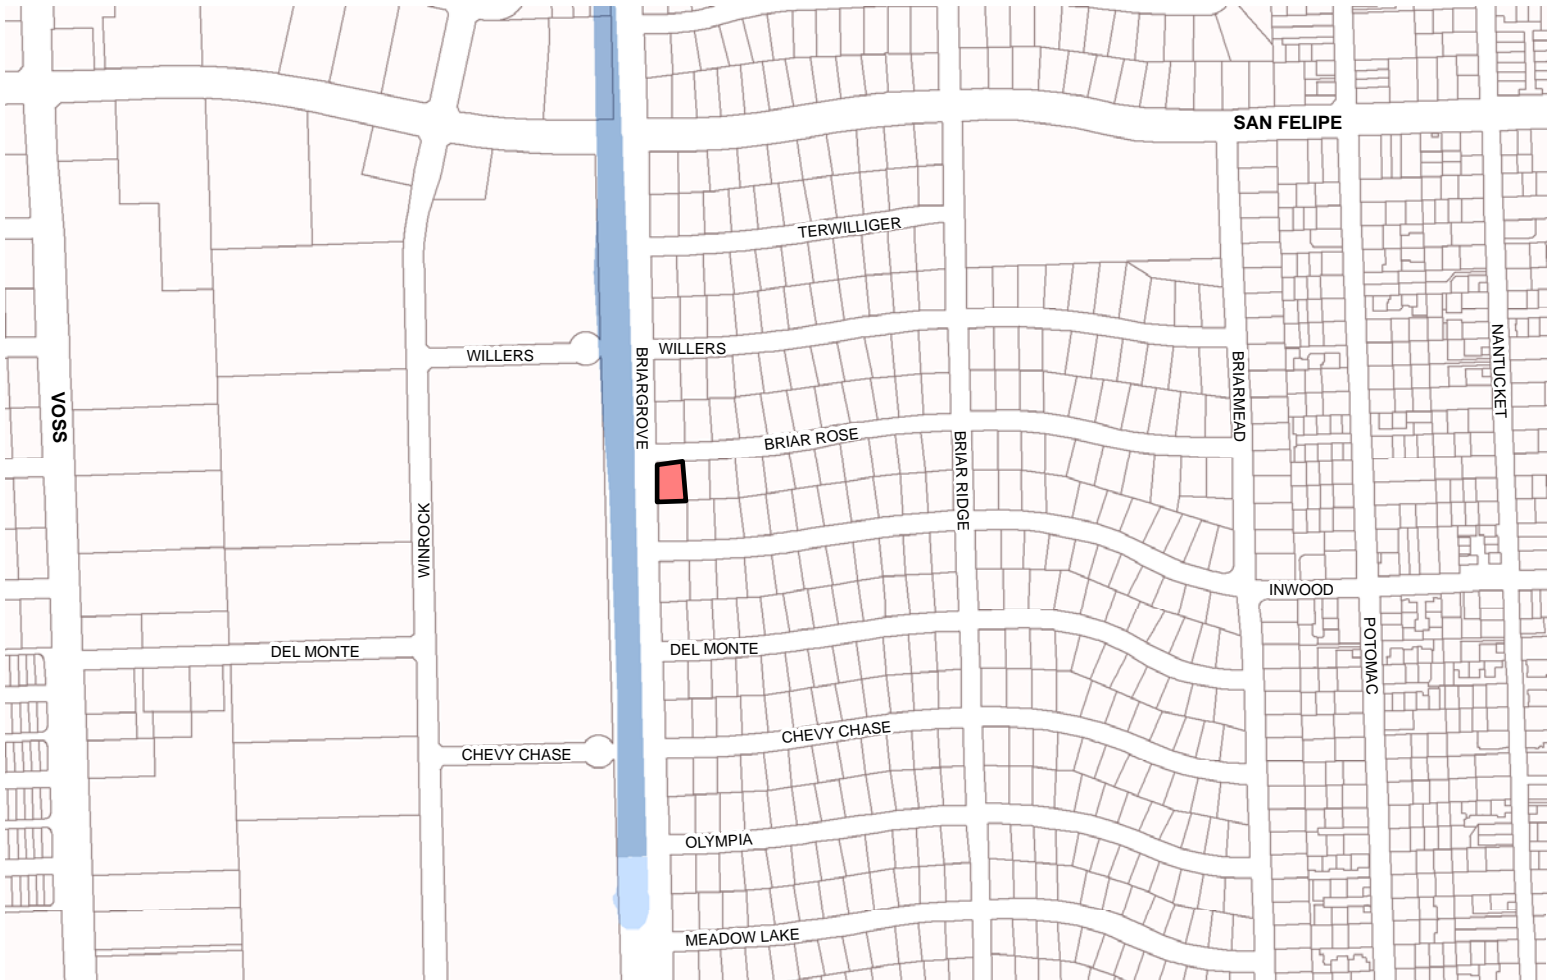 SAN FELIPE
TERWILLIGER
WILLERS
WILLERS
BRIARGROVE
NANTUCKET
BRIARMEAD
VOSS
BRIAR ROSE
BRIAR RIDGE
WINROCK
INWOOD
POTOMAC
DEL MONTE
DEL MONTE
CHEVY CHASE
CHEVY CHASE
OLYMPIA
MEADOW LAKE